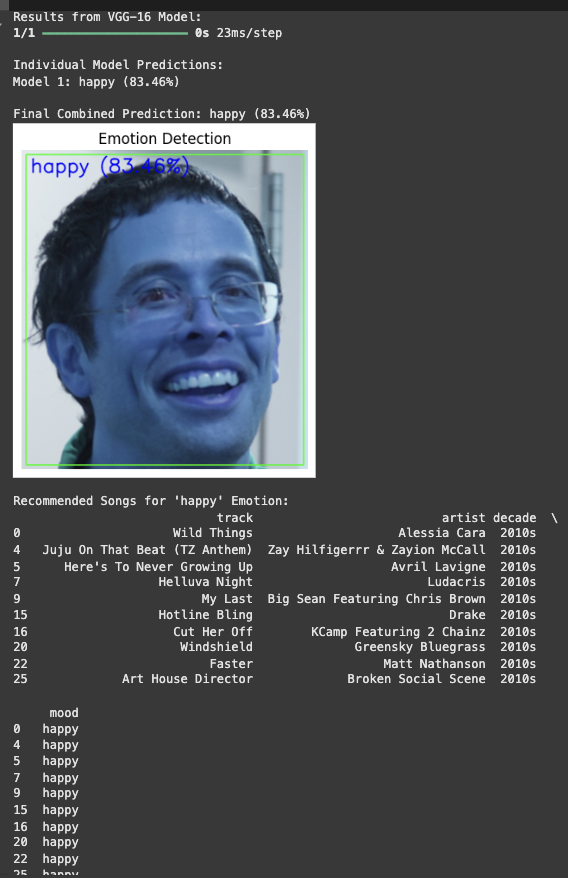 Results from VGG-16 Model:
1/1 0s 23ms/step
Individual Model Predictions:
Model 1: happy (83.46%)
Final Combined Prediction: happy (83.46%)
Emotion Detection
happy (83.46%)
Recommended Songs for 'happy' Emotion:
track artist decade \
0 Wild Things Alessia Cara 2010s
4 Juju On That Beat (TZ Anthem) Zay Hilfigerrr & Zayion McCall 2010s
5 Here's To Never Growing Up Avril Lavigne 2010s
7 Helluva Night Ludacris 2010s
9 My Last Big Sean Featuring Chris Brown 2010s
15 Hotline Bling Drake 2010s
16 Cut Her Off KCamp Featuring 2 Chainz 2010s
20 Windshield Greensky Bluegrass 2010s
22 Faster Matt Nathanson 2010s
25 Art House Director Broken Social Scene 2010s
mood
0 happy
4 happy
5 happy
7 happy
9 happy
15 happy
16 happy
20 happy
22 happy
25 happy